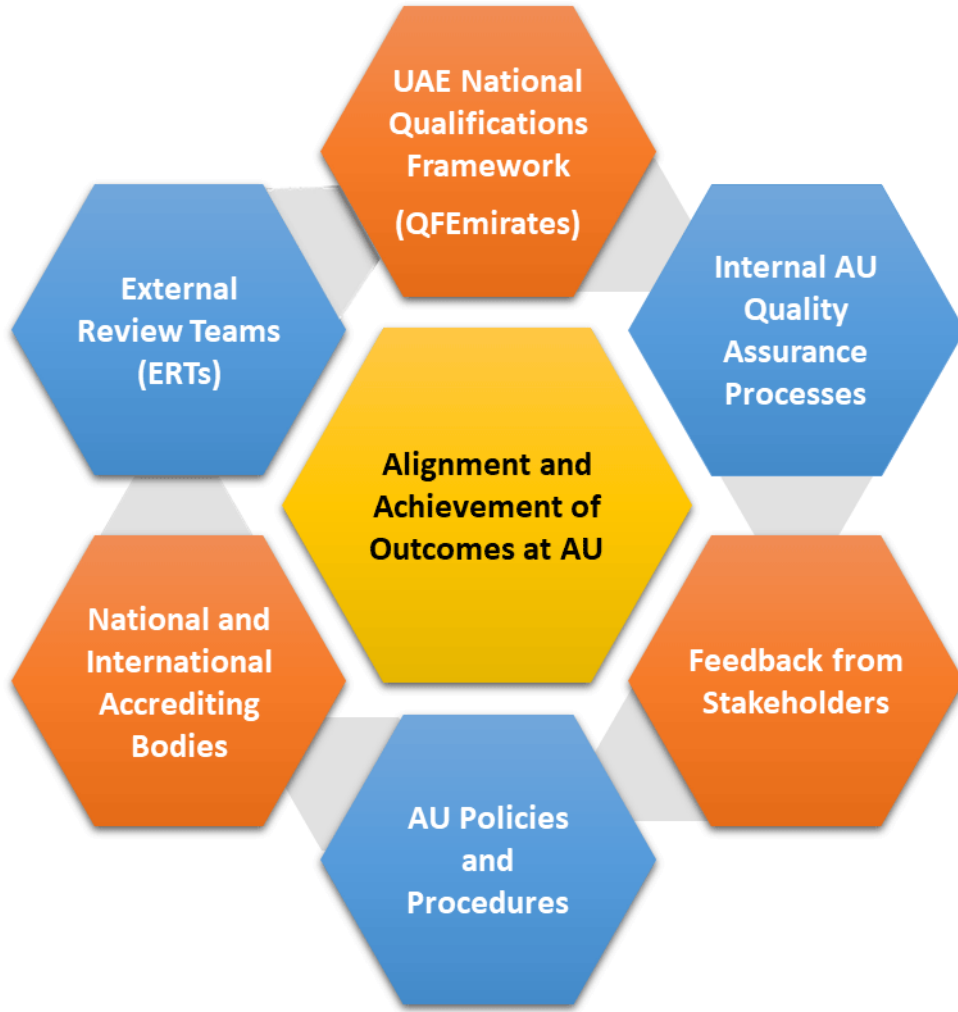 UAE National
Qualifications
Framework
(QFEmirates)
Internal AU
Quality
Assurance
Processes
Feedback from
Stakeholders
AU Policies
and
Procedures
National and
International
Accrediting
Bodies
External
Review Teams
(ERTs)
Alignment and
Achievement of
Outcomes at AU